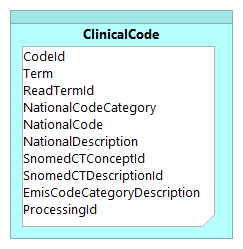 ClinicalCode
CodeId
Term
ReadTermId
NationalCodeCategory
NationalCode
NationalDescription
SnomedCTConceptId
SnomedCTDescriptionId
EmisCodeCategoryDescription
ProcessingId